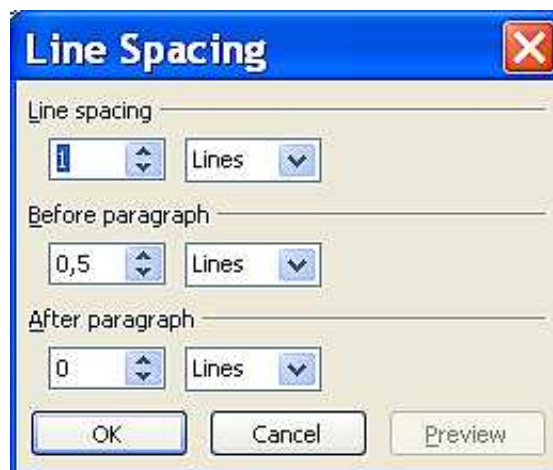 Line Spacing
Line spacing
1 Lines
Before paragraph
0,5 Lines
After paragraph
0 Lines
OK Cancel Preview